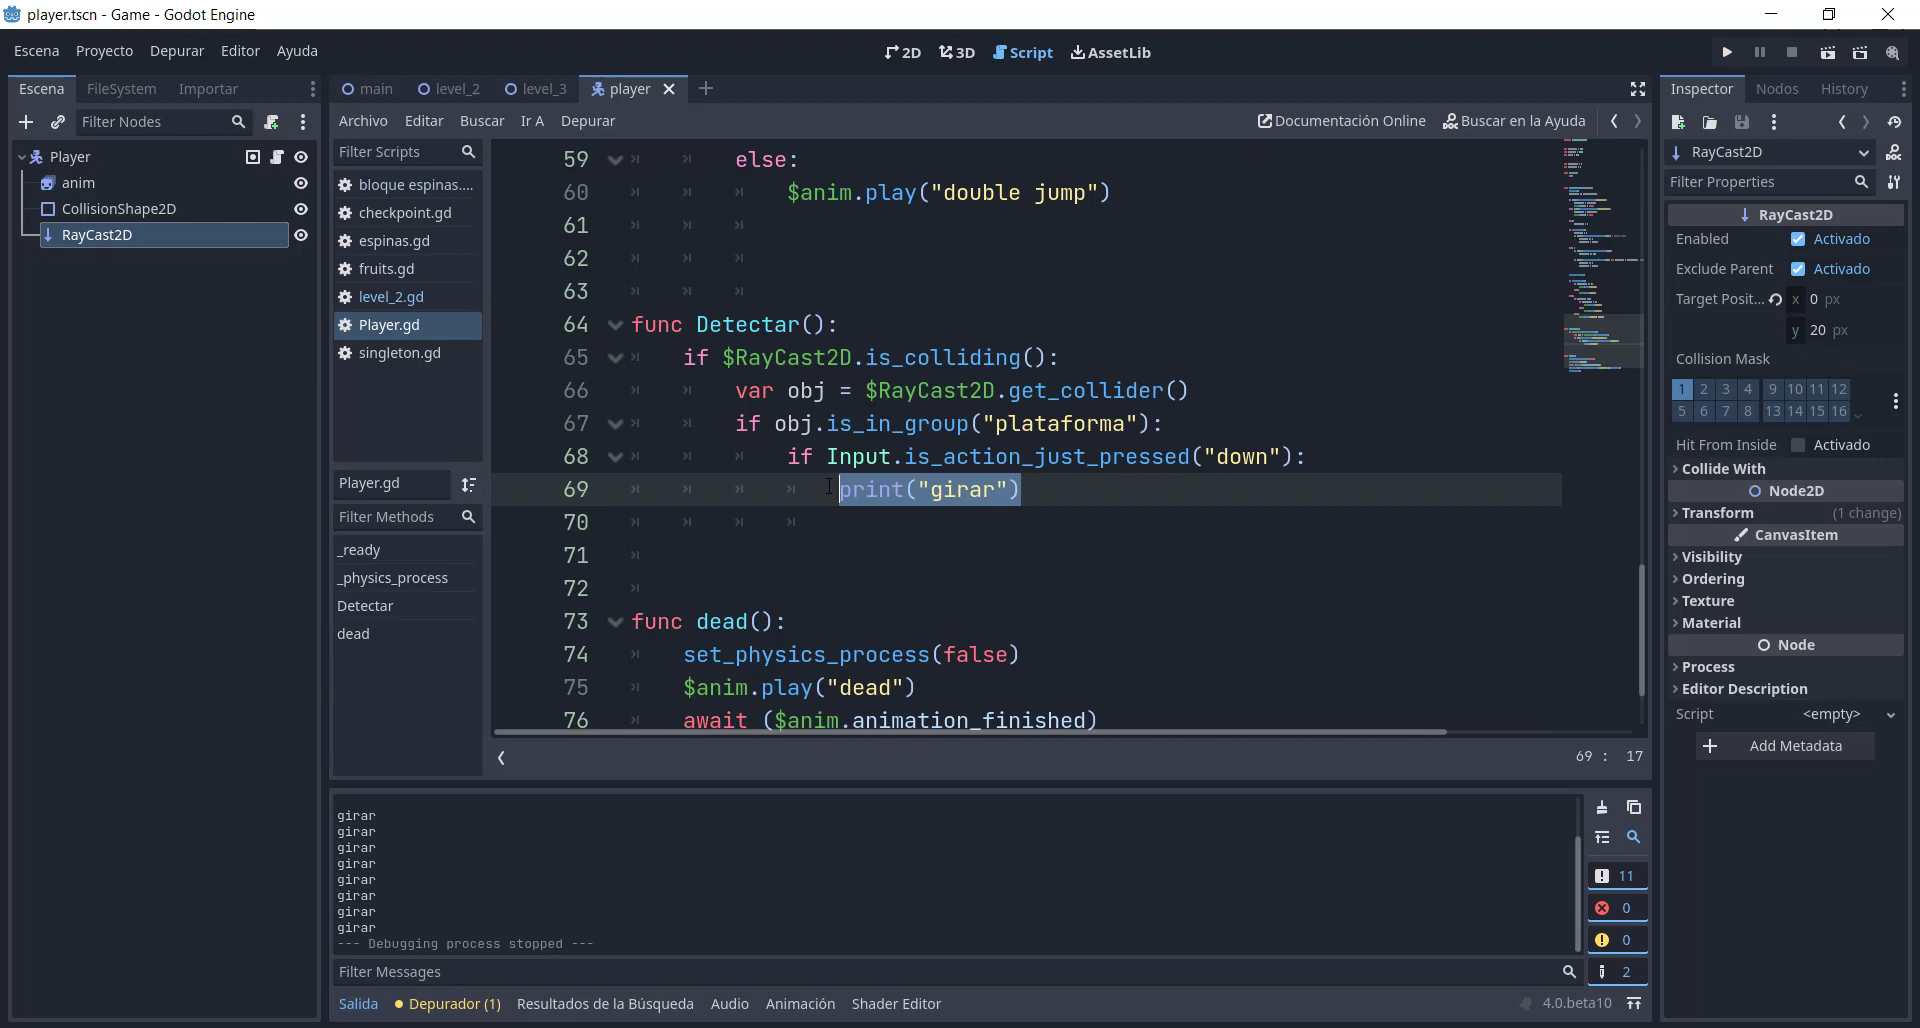 player.tscn - Game - Godot Engine
Escena Proyecto Depurar Editor Ayuda
2D 3D Script AssetLib
Escena FileSystem Importar
Filter Nodes
Player
anim
CollisionShape2D
RayCast2D
main level_2 level_3 player
Archivo Editar Buscar Ir A Depurar
Documentación Online Buscar en la Ayuda
Filter Scripts
bloque espinas....
checkpoint.gd
espinas.gd
fruits.gd
level_2.gd
Player.gd
singleton.gd
Player.gd
Filter Methods
_ready
_physics_process
Detectar
dead
59 else:
60 $anim.play("double jump")
61
62
63
64 func Detectar():
65 if $RayCast2D.is_colliding():
66 var obj = $RayCast2D.get_collider()
67 if obj.is_in_group("plataforma"):
68 if Input.is_action_just_pressed("down"):
69 print("girar")
70
71
72
73 func dead():
74 set_physics_process(false)
75 $anim.play("dead")
76 await ($anim.animation_finished)
69 : 17
girar
girar
girar
girar
girar
girar
girar
girar
--- Debugging process stopped ---
Filter Messages
11
0
0
2
Salida Depurador (1) Resultados de la Búsqueda Audio Animación Shader Editor
4.0.beta10
Inspector Nodos History
RayCast2D
Filter Properties
RayCast2D
Enabled Activado
Exclude Parent Activado
Target Posit... x 0 px
y 20 px
Collision Mask
1 2 3 4 9 10 11 12
5 6 7 8 13 14 15 16
Hit From Inside Activado
Collide With
Node2D
Transform (1 change)
CanvasItem
Visibility
Ordering
Texture
Material
Node
Process
Editor Description
Script <empty>
Add Metadata